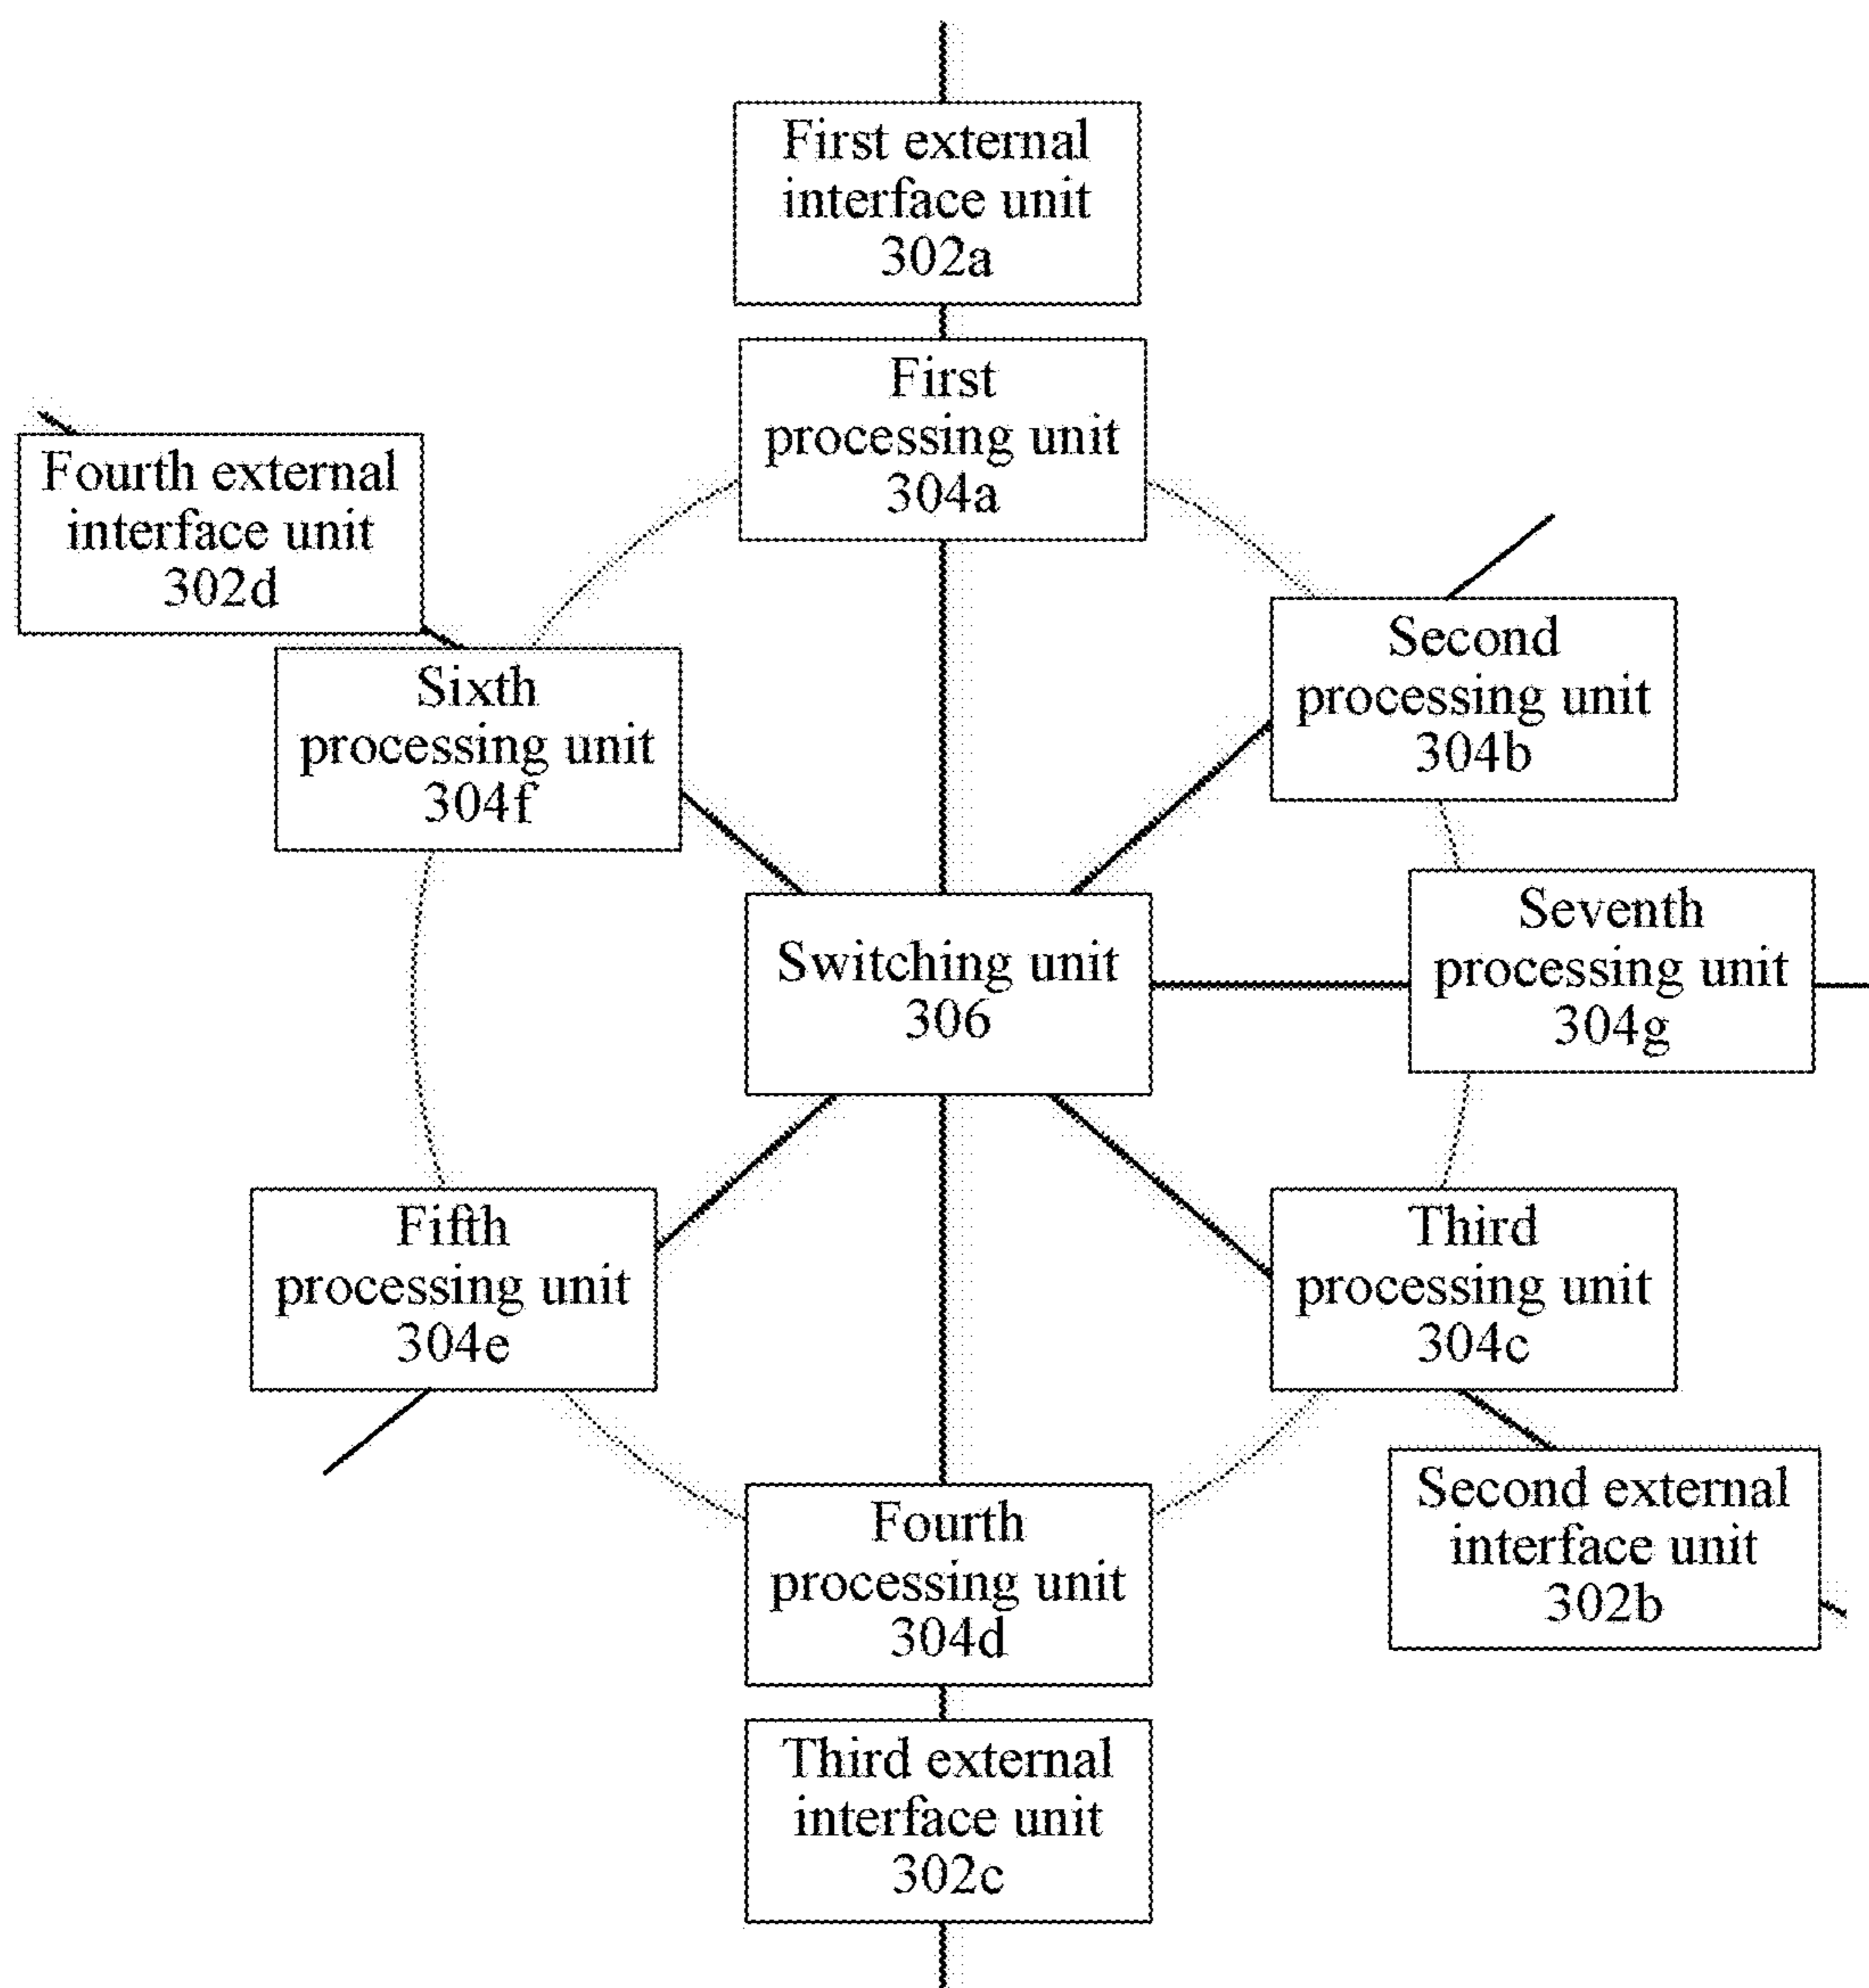 First external
interface unit
302a
First
processing unit
304a
Fourth external
interface unit
302d
Second
processing unit
304b
Sixth
processing unit
304f
Seventh
processing unit
304g
Switching unit
306
Fifth
processing unit
304e
Third
processing unit
304c
Second external
interface unit
302b
Fourth
processing unit
304d
Third external
interface unit
302c